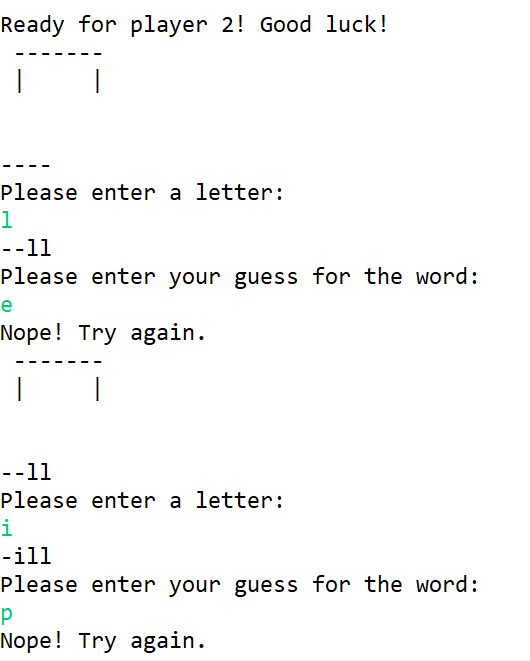 Ready for player 2! Good luck!
 -------
 |     |
----
Please enter a letter:
l
--ll
Please enter your guess for the word:
e
Nope! Try again.
 -------
 |     |
--ll
Please enter a letter:
i
-ill
Please enter your guess for the word:
p
Nope! Try again.